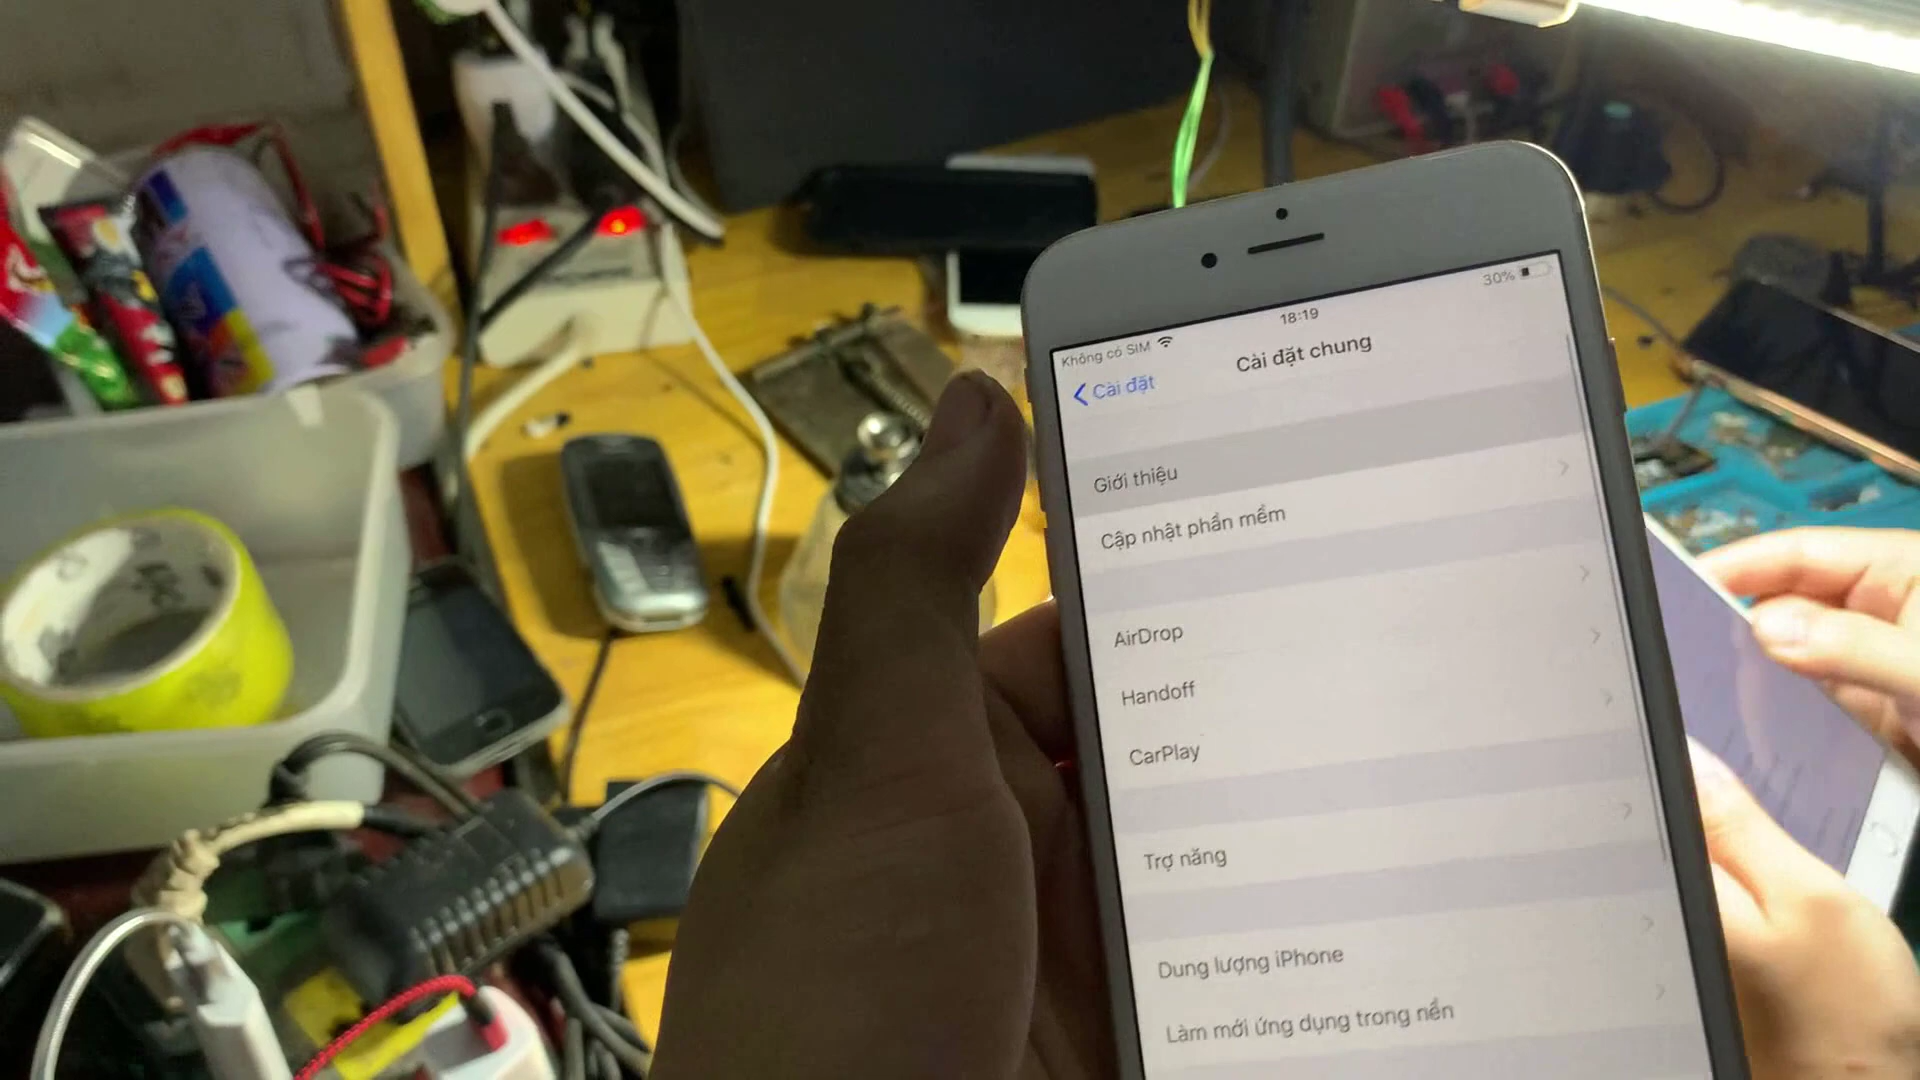 Không có SIM
18:19
30%
Cài đặt
Cài đặt chung
Giới thiệu
Cập nhật phần mềm
AirDrop
Handoff
CarPlay
Trợ năng
Dung lượng iPhone
Làm mới ứng dụng trong nền